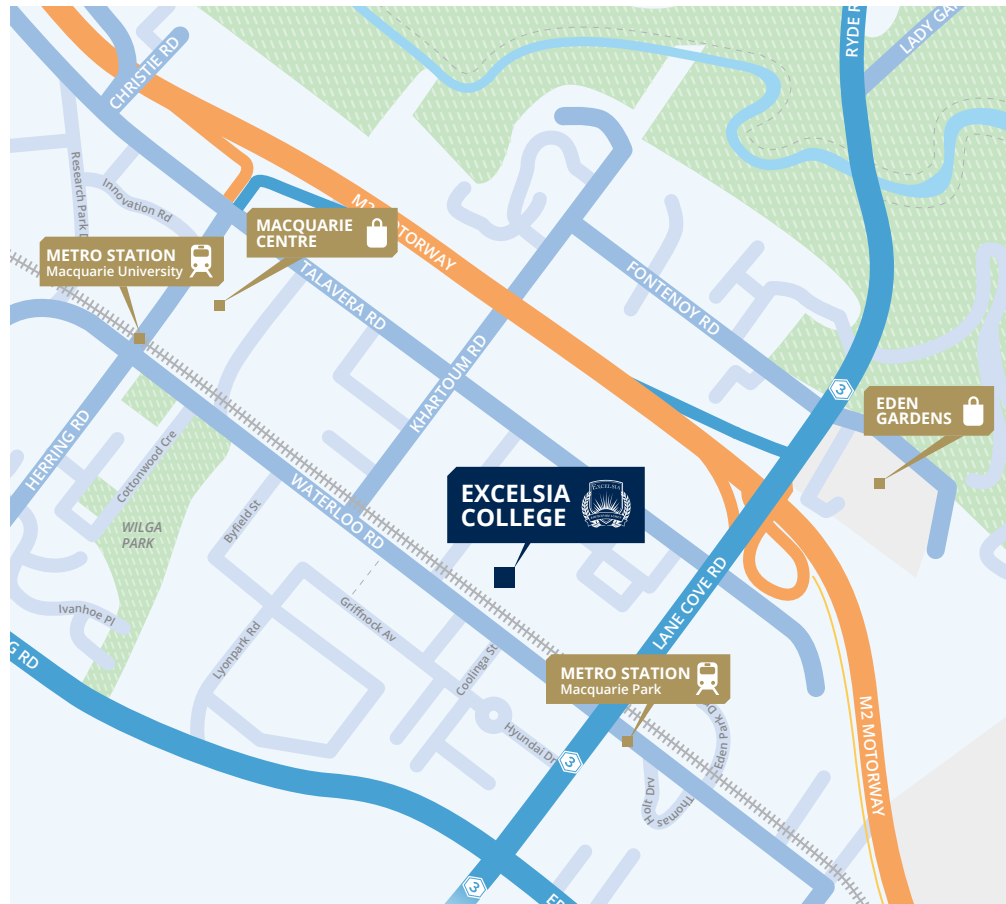 RYDE R
LADY GA
CHRISTIE RD
Research Park D
Innovation Rd
M2 MOTORWAY
MACQUARIE
CENTRE
METRO STATION
Macquarie University
TALAVERA RD
FONTENOY RD
KHARTOUM RD
3
EDEN
GARDENS
HERRING RD
Cottonwood Cre
WATERLOO RD
EXCELSIA
COLLEGE
EXCELSIA
Byfield St
WILGA
PARK
LANE COVE RD
Griffnock Av
Ivanhoe Pl
Lyonpark Rd
G RD
Coolinga St
METRO STATION
Macquarie Park
M2 MOTORWAY
Hyundai Dr
Eden Park D
3
Holt Drv
Thomas
3